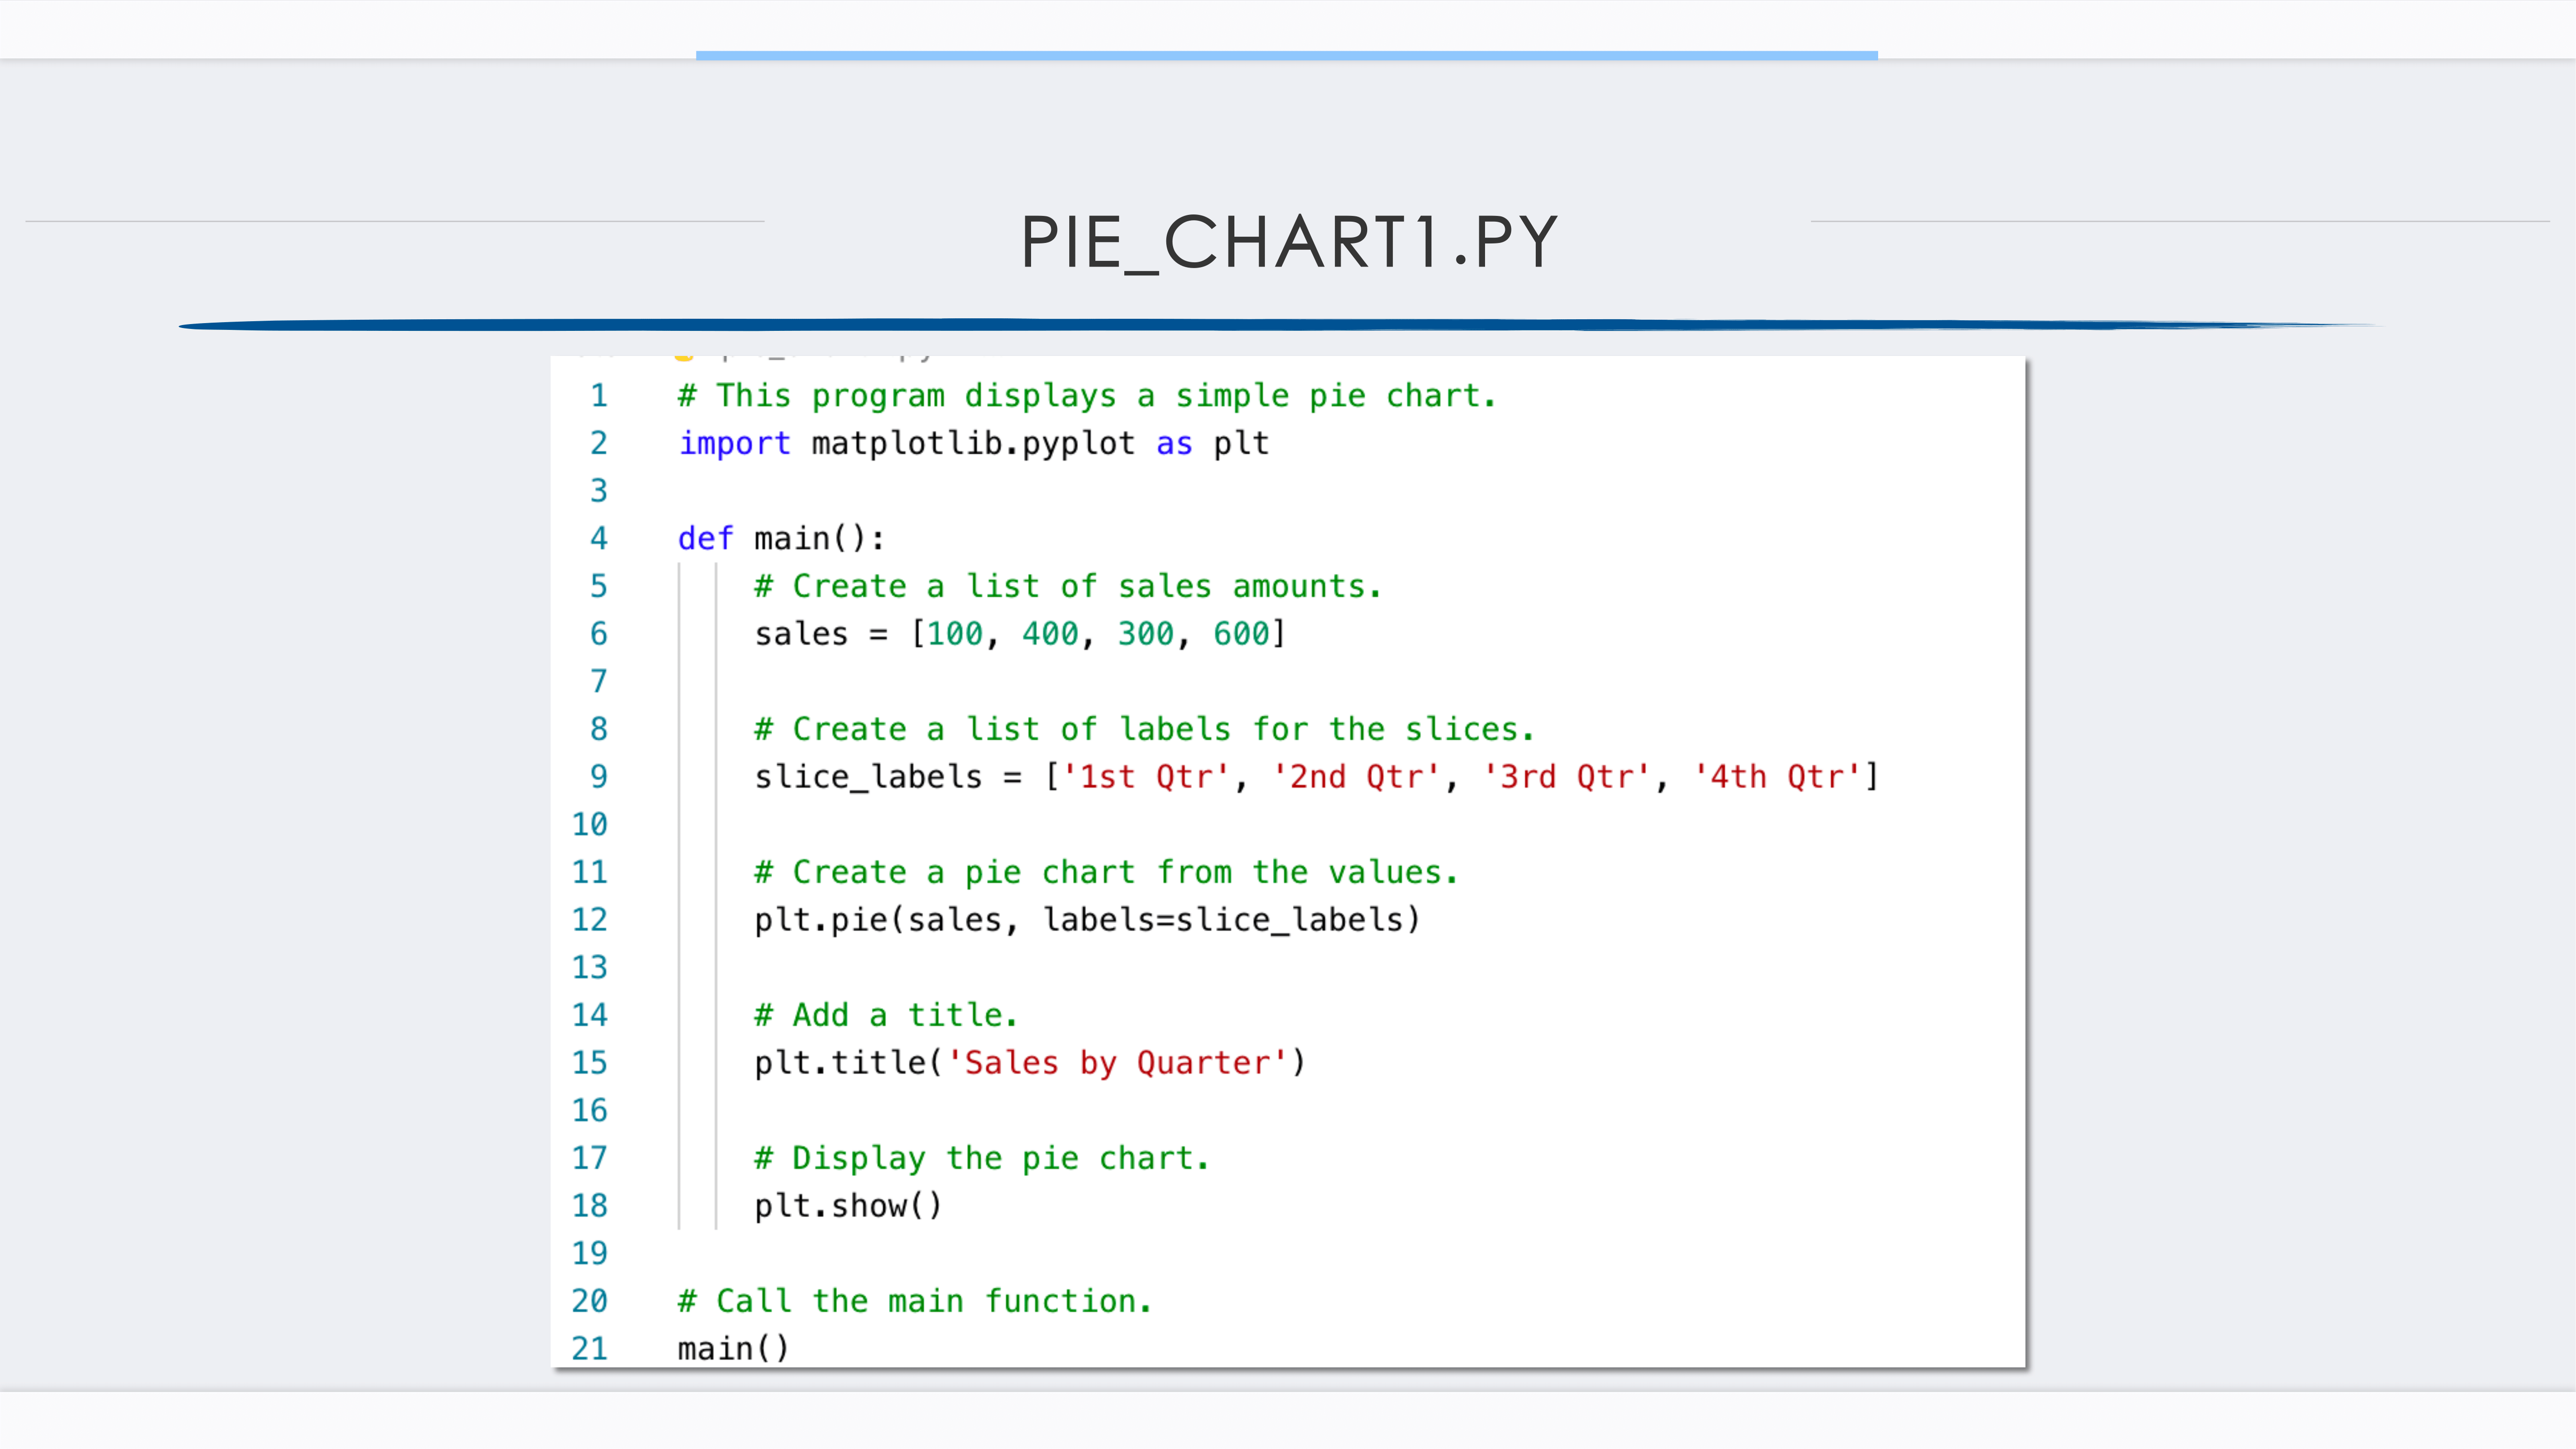 PIE_CHART1.PY
1 # This program displays a simple pie chart.
2 import matplotlib.pyplot as plt
3
4 def main():
5     # Create a list of sales amounts.
6     sales = [100, 400, 300, 600]
7
8     # Create a list of labels for the slices.
9     slice_labels = ['1st Qtr', '2nd Qtr', '3rd Qtr', '4th Qtr']
10
11     # Create a pie chart from the values.
12     plt.pie(sales, labels=slice_labels)
13
14     # Add a title.
15     plt.title('Sales by Quarter')
16
17     # Display the pie chart.
18     plt.show()
19
20 # Call the main function.
21 main()